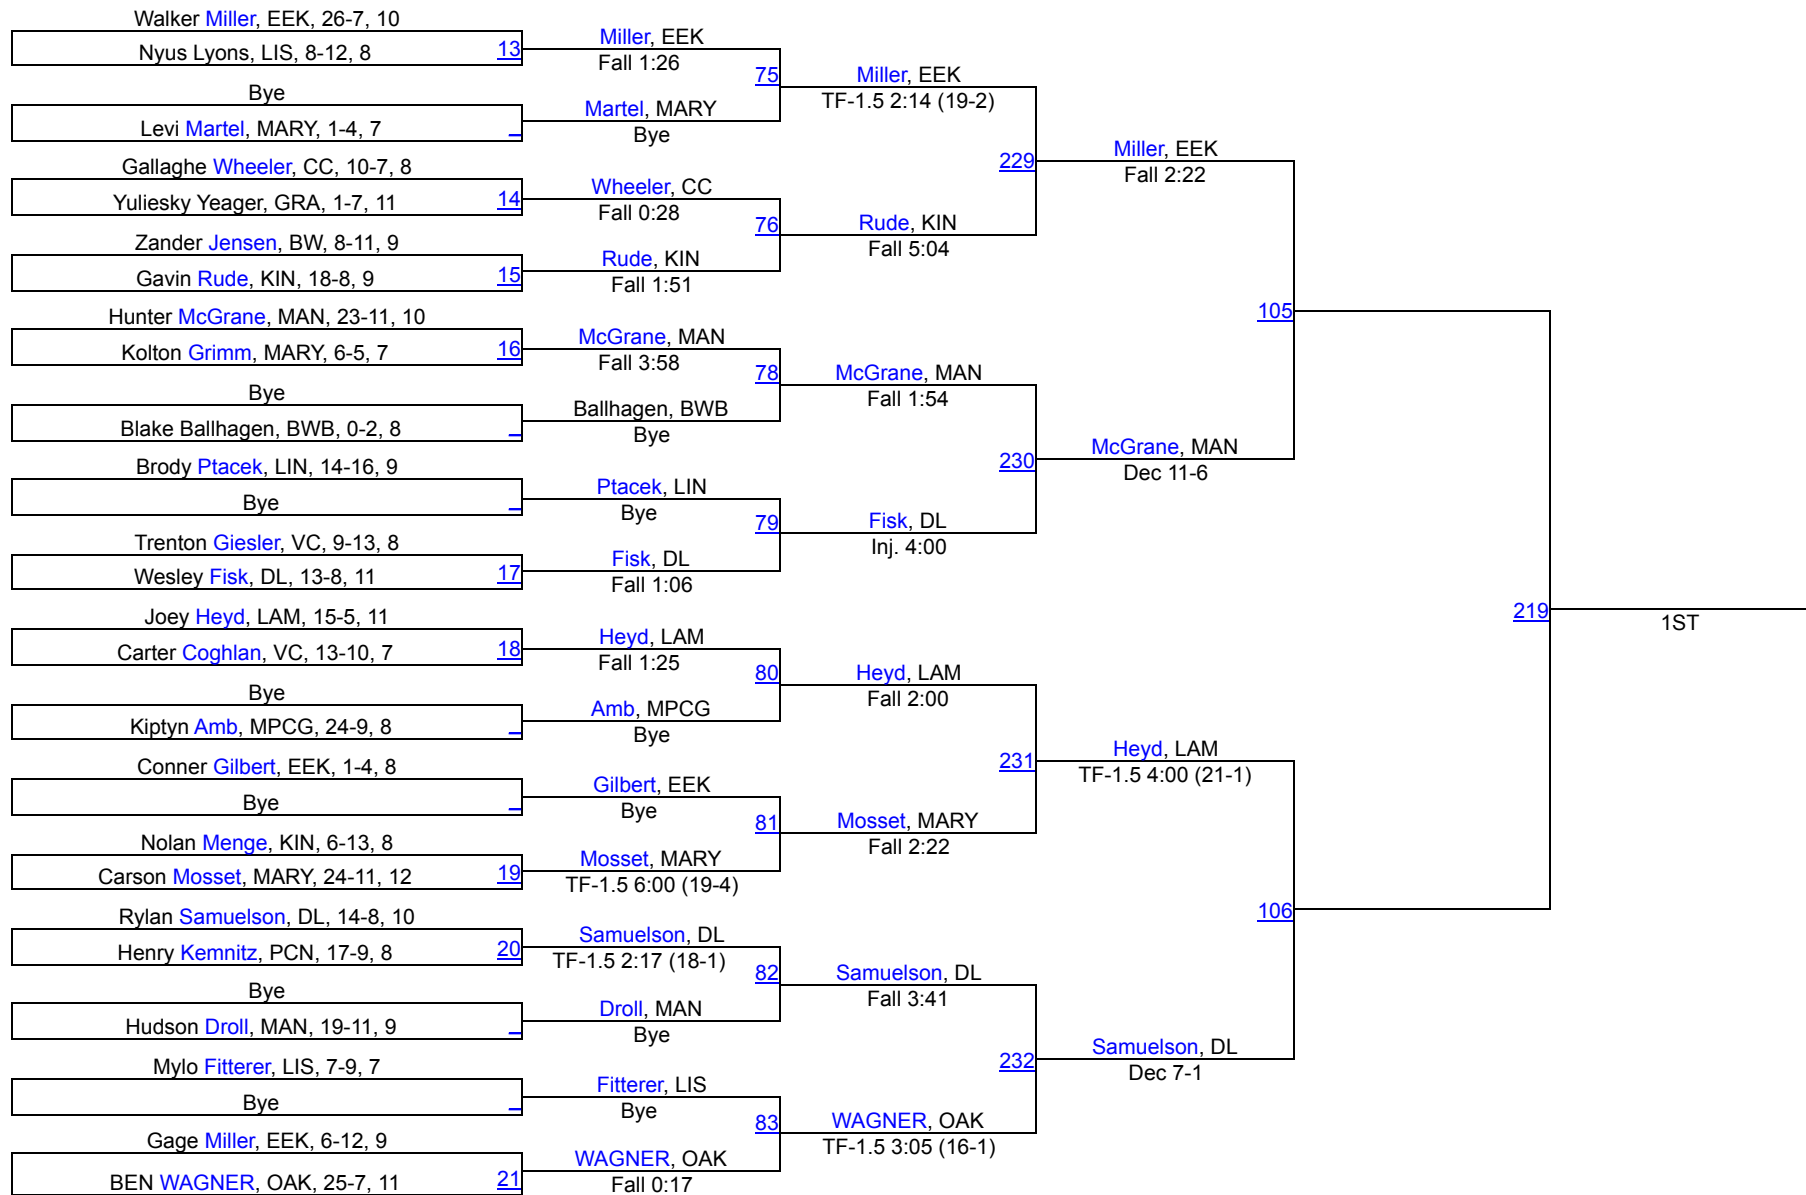 Walker Miller, EEK, 26-7, 10
Nyus Lyons, LIS, 8-12, 8
13
Bye
Levi Martel, MARY, 1-4, 7
Gallaghe Wheeler, CC, 10-7, 8
Yuliesky Yeager, GRA, 1-7, 11
14
Zander Jensen, BW, 8-11, 9
Gavin Rude, KIN, 18-8, 9
15
Hunter McGrane, MAN, 23-11, 10
Kolton Grimm, MARY, 6-5, 7
16
Bye
Blake Ballhagen, BWB, 0-2, 8
Brody Ptacek, LIN, 14-16, 9
Bye
Trenton Giesler, VC, 9-13, 8
Wesley Fisk, DL, 13-8, 11
17
Joey Heyd, LAM, 15-5, 11
Carter Coghlan, VC, 13-10, 7
18
Bye
Kiptyn Amb, MPCG, 24-9, 8
Conner Gilbert, EEK, 1-4, 8
Bye
Nolan Menge, KIN, 6-13, 8
Carson Mosset, MARY, 24-11, 12
19
Rylan Samuelson, DL, 14-8, 10
Henry Kemnitz, PCN, 17-9, 8
20
Bye
Hudson Droll, MAN, 19-11, 9
Mylo Fitterer, LIS, 7-9, 7
Bye
Gage Miller, EEK, 6-12, 9
BEN WAGNER, OAK, 25-7, 11
21
Miller, EEK
Fall 1:26
75
Martel, MARY
Bye
Wheeler, CC
Fall 0:28
76
Rude, KIN
Fall 1:51
McGrane, MAN
Fall 3:58
78
Ballhagen, BWB
Bye
Ptacek, LIN
Bye
79
Fisk, DL
Fall 1:06
Heyd, LAM
Fall 1:25
80
Amb, MPCG
Bye
Gilbert, EEK
Bye
81
Mosset, MARY
TF-1.5 6:00 (19-4)
Samuelson, DL
TF-1.5 2:17 (18-1)
82
Droll, MAN
Bye
Fitterer, LIS
Bye
83
WAGNER, OAK
Fall 0:17
Miller, EEK
TF-1.5 2:14 (19-2)
229
Rude, KIN
Fall 5:04
McGrane, MAN
Fall 1:54
230
Fisk, DL
Inj. 4:00
Heyd, LAM
Fall 2:00
231
Mosset, MARY
Fall 2:22
Samuelson, DL
Fall 3:41
232
WAGNER, OAK
TF-1.5 3:05 (16-1)
Miller, EEK
Fall 2:22
105
McGrane, MAN
Dec 11-6
Heyd, LAM
TF-1.5 4:00 (21-1)
106
Samuelson, DL
Dec 7-1
219
1ST